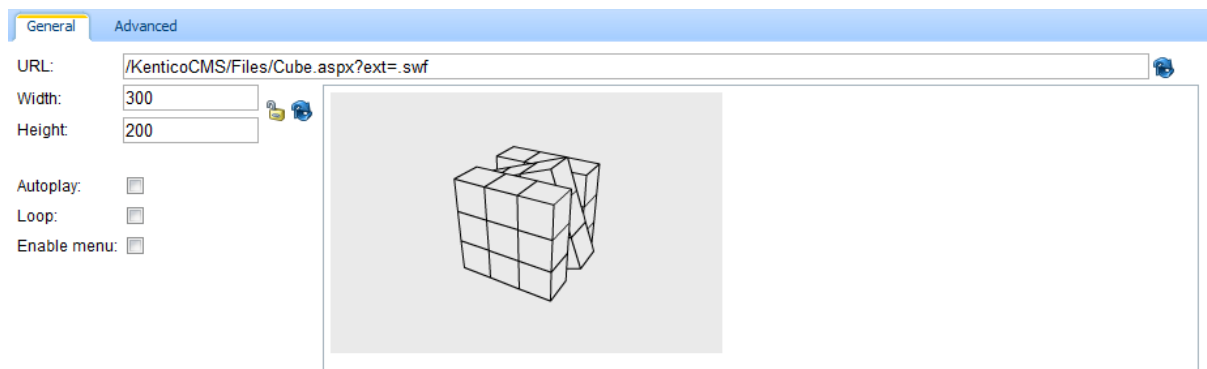 General Advanced
URL: /KenticoCMS/Files/Cube.aspx?ext=.swf
Width: 300
Height: 200
Autoplay:
Loop:
Enable menu: